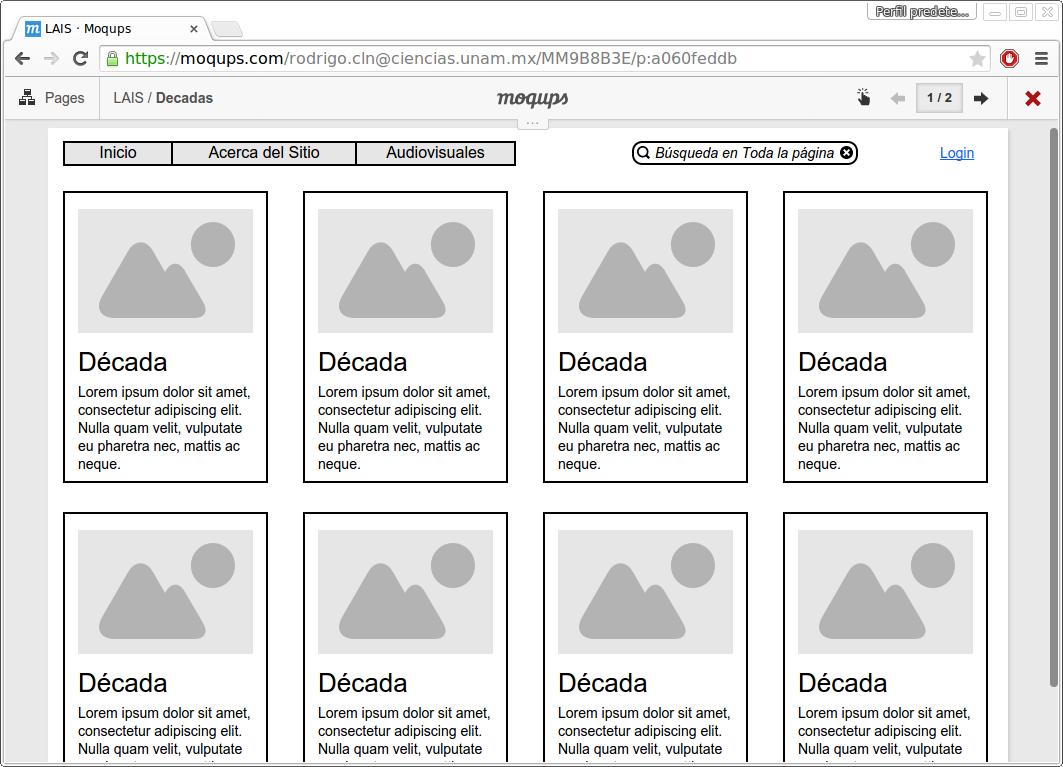 Perfil predete...
LAIS · Moqups
https://moqups.com/rodrigo.cln@ciencias.unam.mx/MM9B8B3E/p:a060feddb
Pages LAIS / Decadas moqups 1 / 2
...
Inicio Acerca del Sitio Audiovisuales Búsqueda en Toda la página Login
Década
Lorem ipsum dolor sit amet,
consectetur adipiscing elit.
Nulla quam velit, vulputate
eu pharetra nec, mattis ac
neque.
Década
Lorem ipsum dolor sit amet,
consectetur adipiscing elit.
Nulla quam velit, vulputate
eu pharetra nec, mattis ac
neque.
Década
Lorem ipsum dolor sit amet,
consectetur adipiscing elit.
Nulla quam velit, vulputate
eu pharetra nec, mattis ac
neque.
Década
Lorem ipsum dolor sit amet,
consectetur adipiscing elit.
Nulla quam velit, vulputate
eu pharetra nec, mattis ac
neque.
Década
Lorem ipsum dolor sit amet,
consectetur adipiscing elit.
Nulla quam velit, vulputate
Década
Lorem ipsum dolor sit amet,
consectetur adipiscing elit.
Nulla quam velit, vulputate
Década
Lorem ipsum dolor sit amet,
consectetur adipiscing elit.
Nulla quam velit, vulputate
Década
Lorem ipsum dolor sit amet,
consectetur adipiscing elit.
Nulla quam velit, vulputate